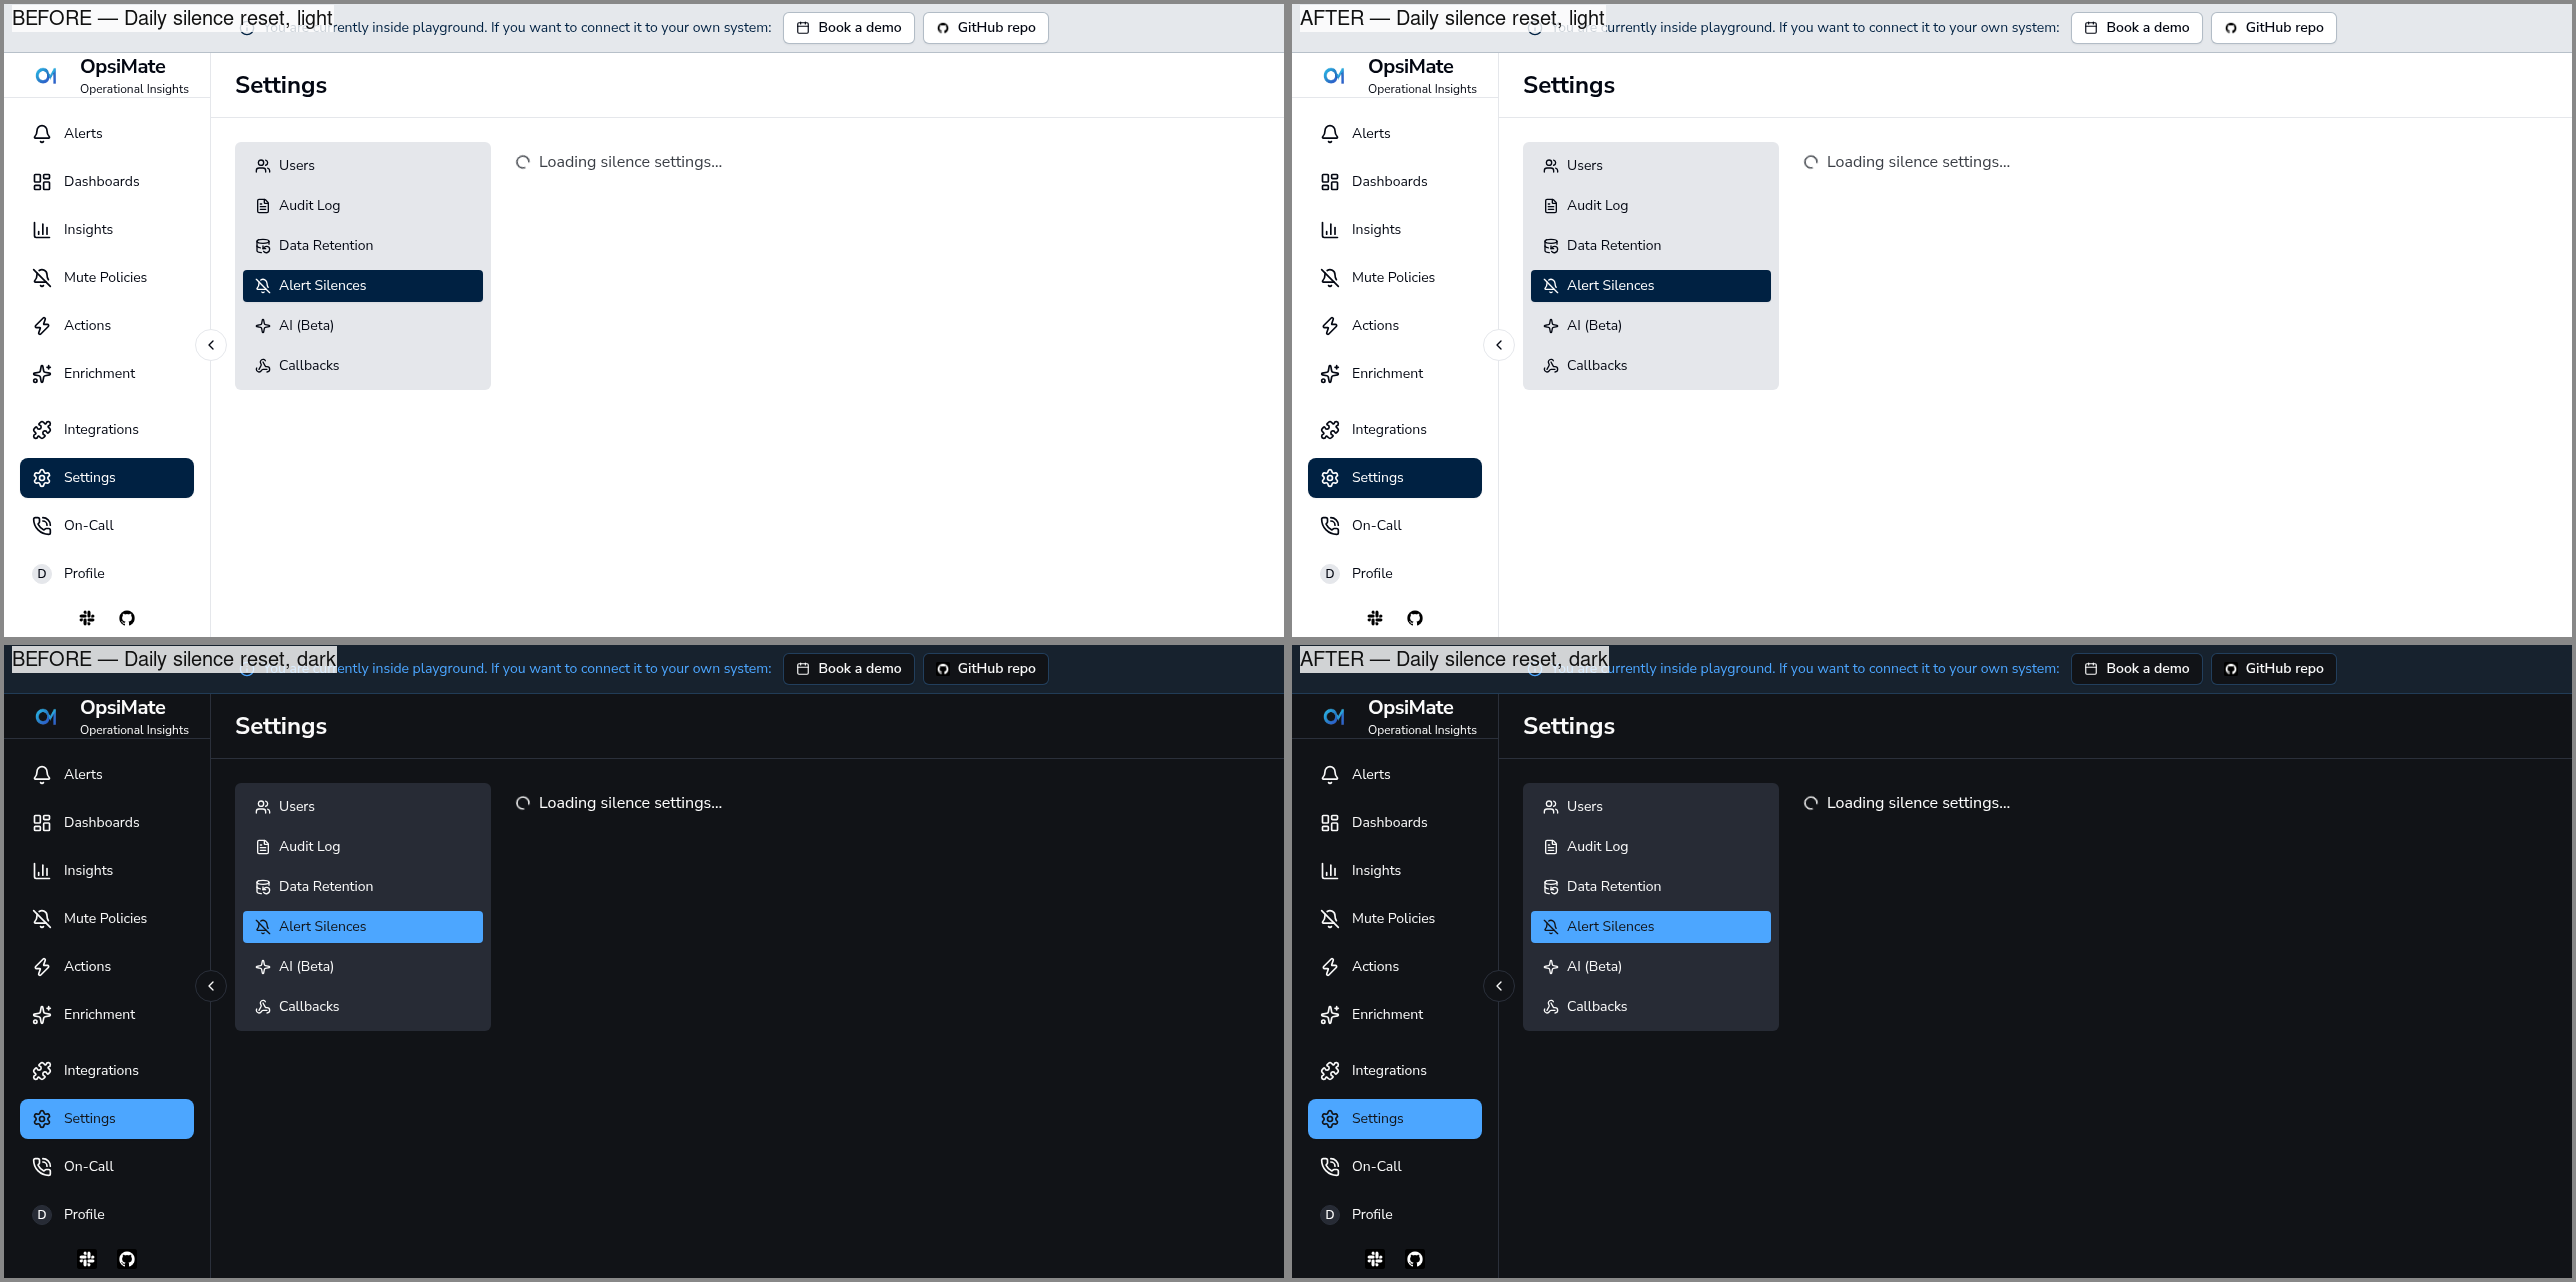 BEFORE — Daily silence reset, light
rently inside playground. If you want to connect it to your own system:
Book a demo
GitHub repo
OpsiMate
Operational Insights
Settings
Alerts
Dashboards
Insights
Mute Policies
Actions
Enrichment
Integrations
Settings
On-Call
D
Profile
Users
Audit Log
Data Retention
Alert Silences
AI (Beta)
Callbacks
Loading silence settings...
AFTER — Daily silence reset, light
urrently inside playground. If you want to connect it to your own system:
Book a demo
GitHub repo
OpsiMate
Operational Insights
Settings
Alerts
Dashboards
Insights
Mute Policies
Actions
Enrichment
Integrations
Settings
On-Call
D
Profile
Users
Audit Log
Data Retention
Alert Silences
AI (Beta)
Callbacks
Loading silence settings...
BEFORE — Daily silence reset, dark
ntly inside playground. If you want to connect it to your own system:
Book a demo
GitHub repo
OpsiMate
Operational Insights
Settings
Alerts
Dashboards
Insights
Mute Policies
Actions
Enrichment
Integrations
Settings
On-Call
D
Profile
Users
Audit Log
Data Retention
Alert Silences
AI (Beta)
Callbacks
Loading silence settings...
AFTER — Daily silence reset, dark
urrently inside playground. If you want to connect it to your own system:
Book a demo
GitHub repo
OpsiMate
Operational Insights
Settings
Alerts
Dashboards
Insights
Mute Policies
Actions
Enrichment
Integrations
Settings
On-Call
D
Profile
Users
Audit Log
Data Retention
Alert Silences
AI (Beta)
Callbacks
Loading silence settings...